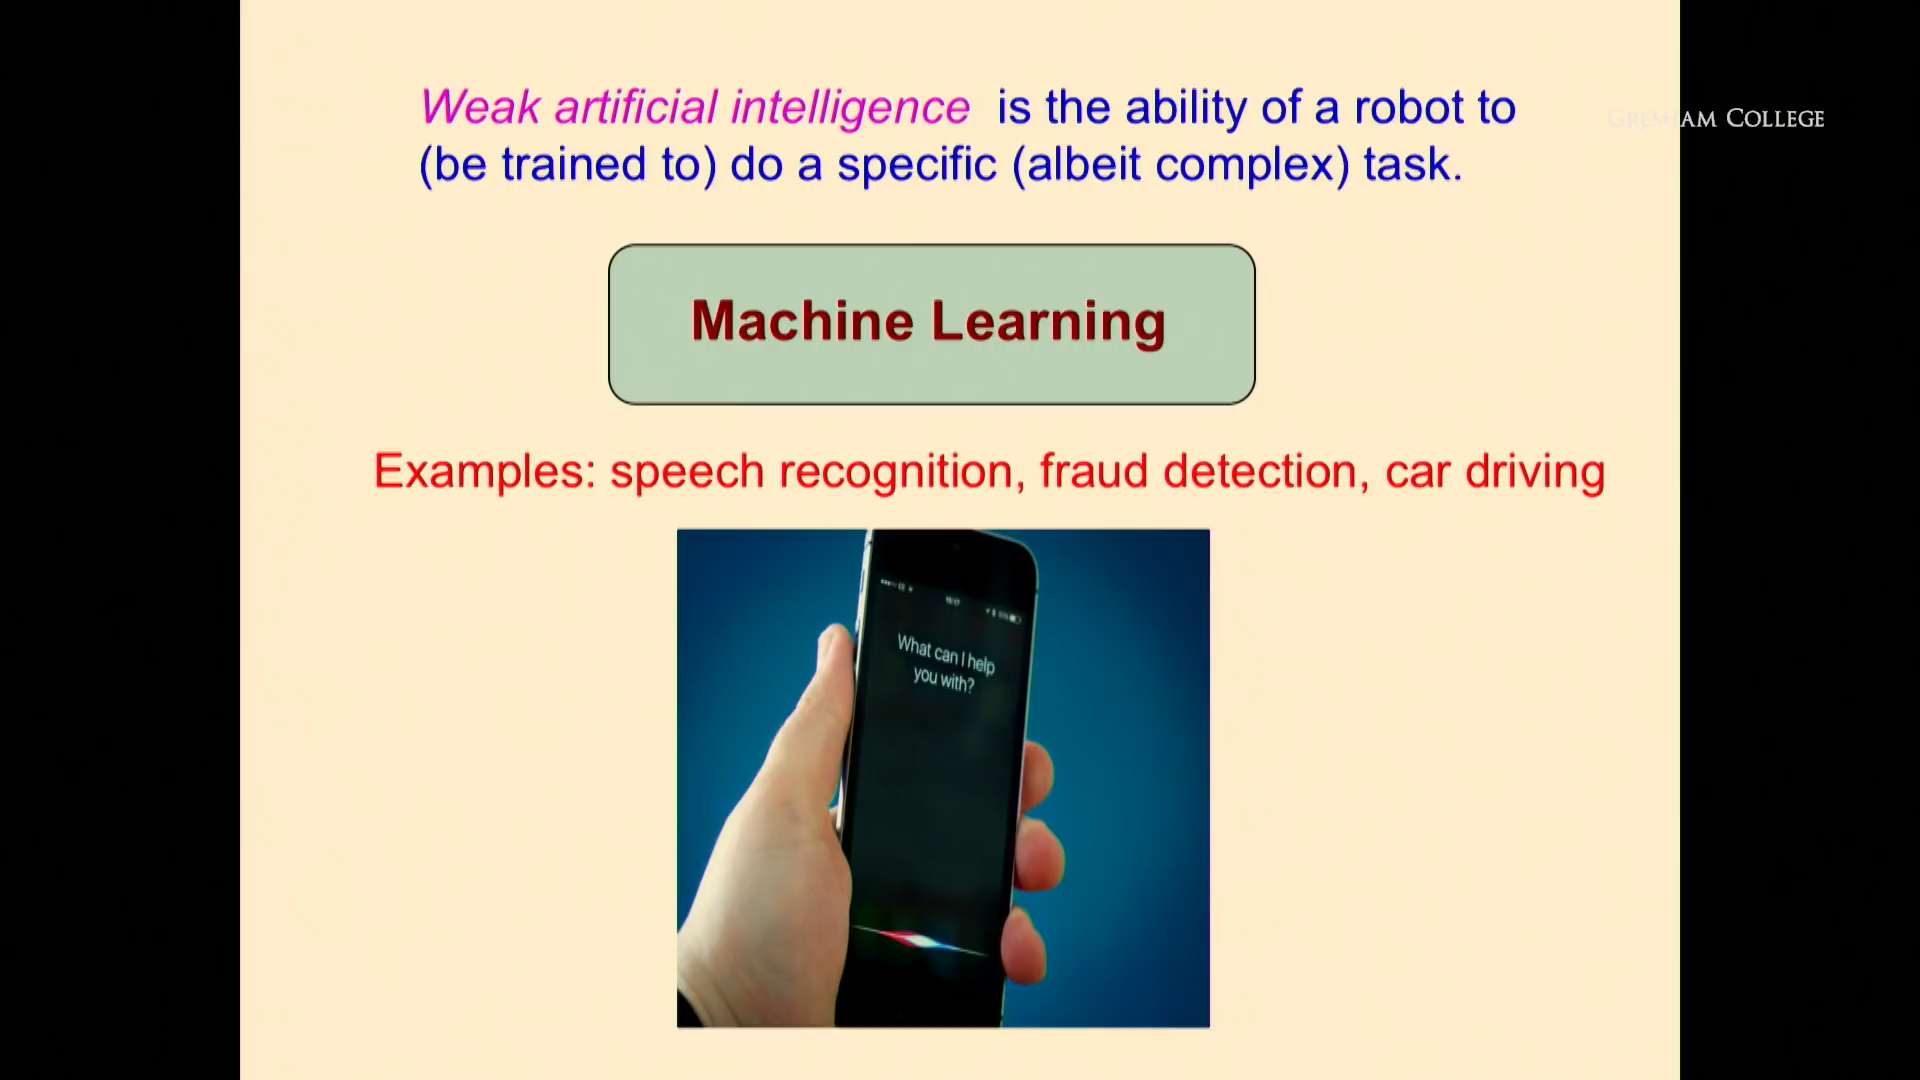 Weak artificial intelligence is the ability of a robot to
GRESHAM COLLEGE
(be trained to) do a specific (albeit complex) task.
Machine Learning
Examples: speech recognition, fraud detection, car driving
What can I help
you with?